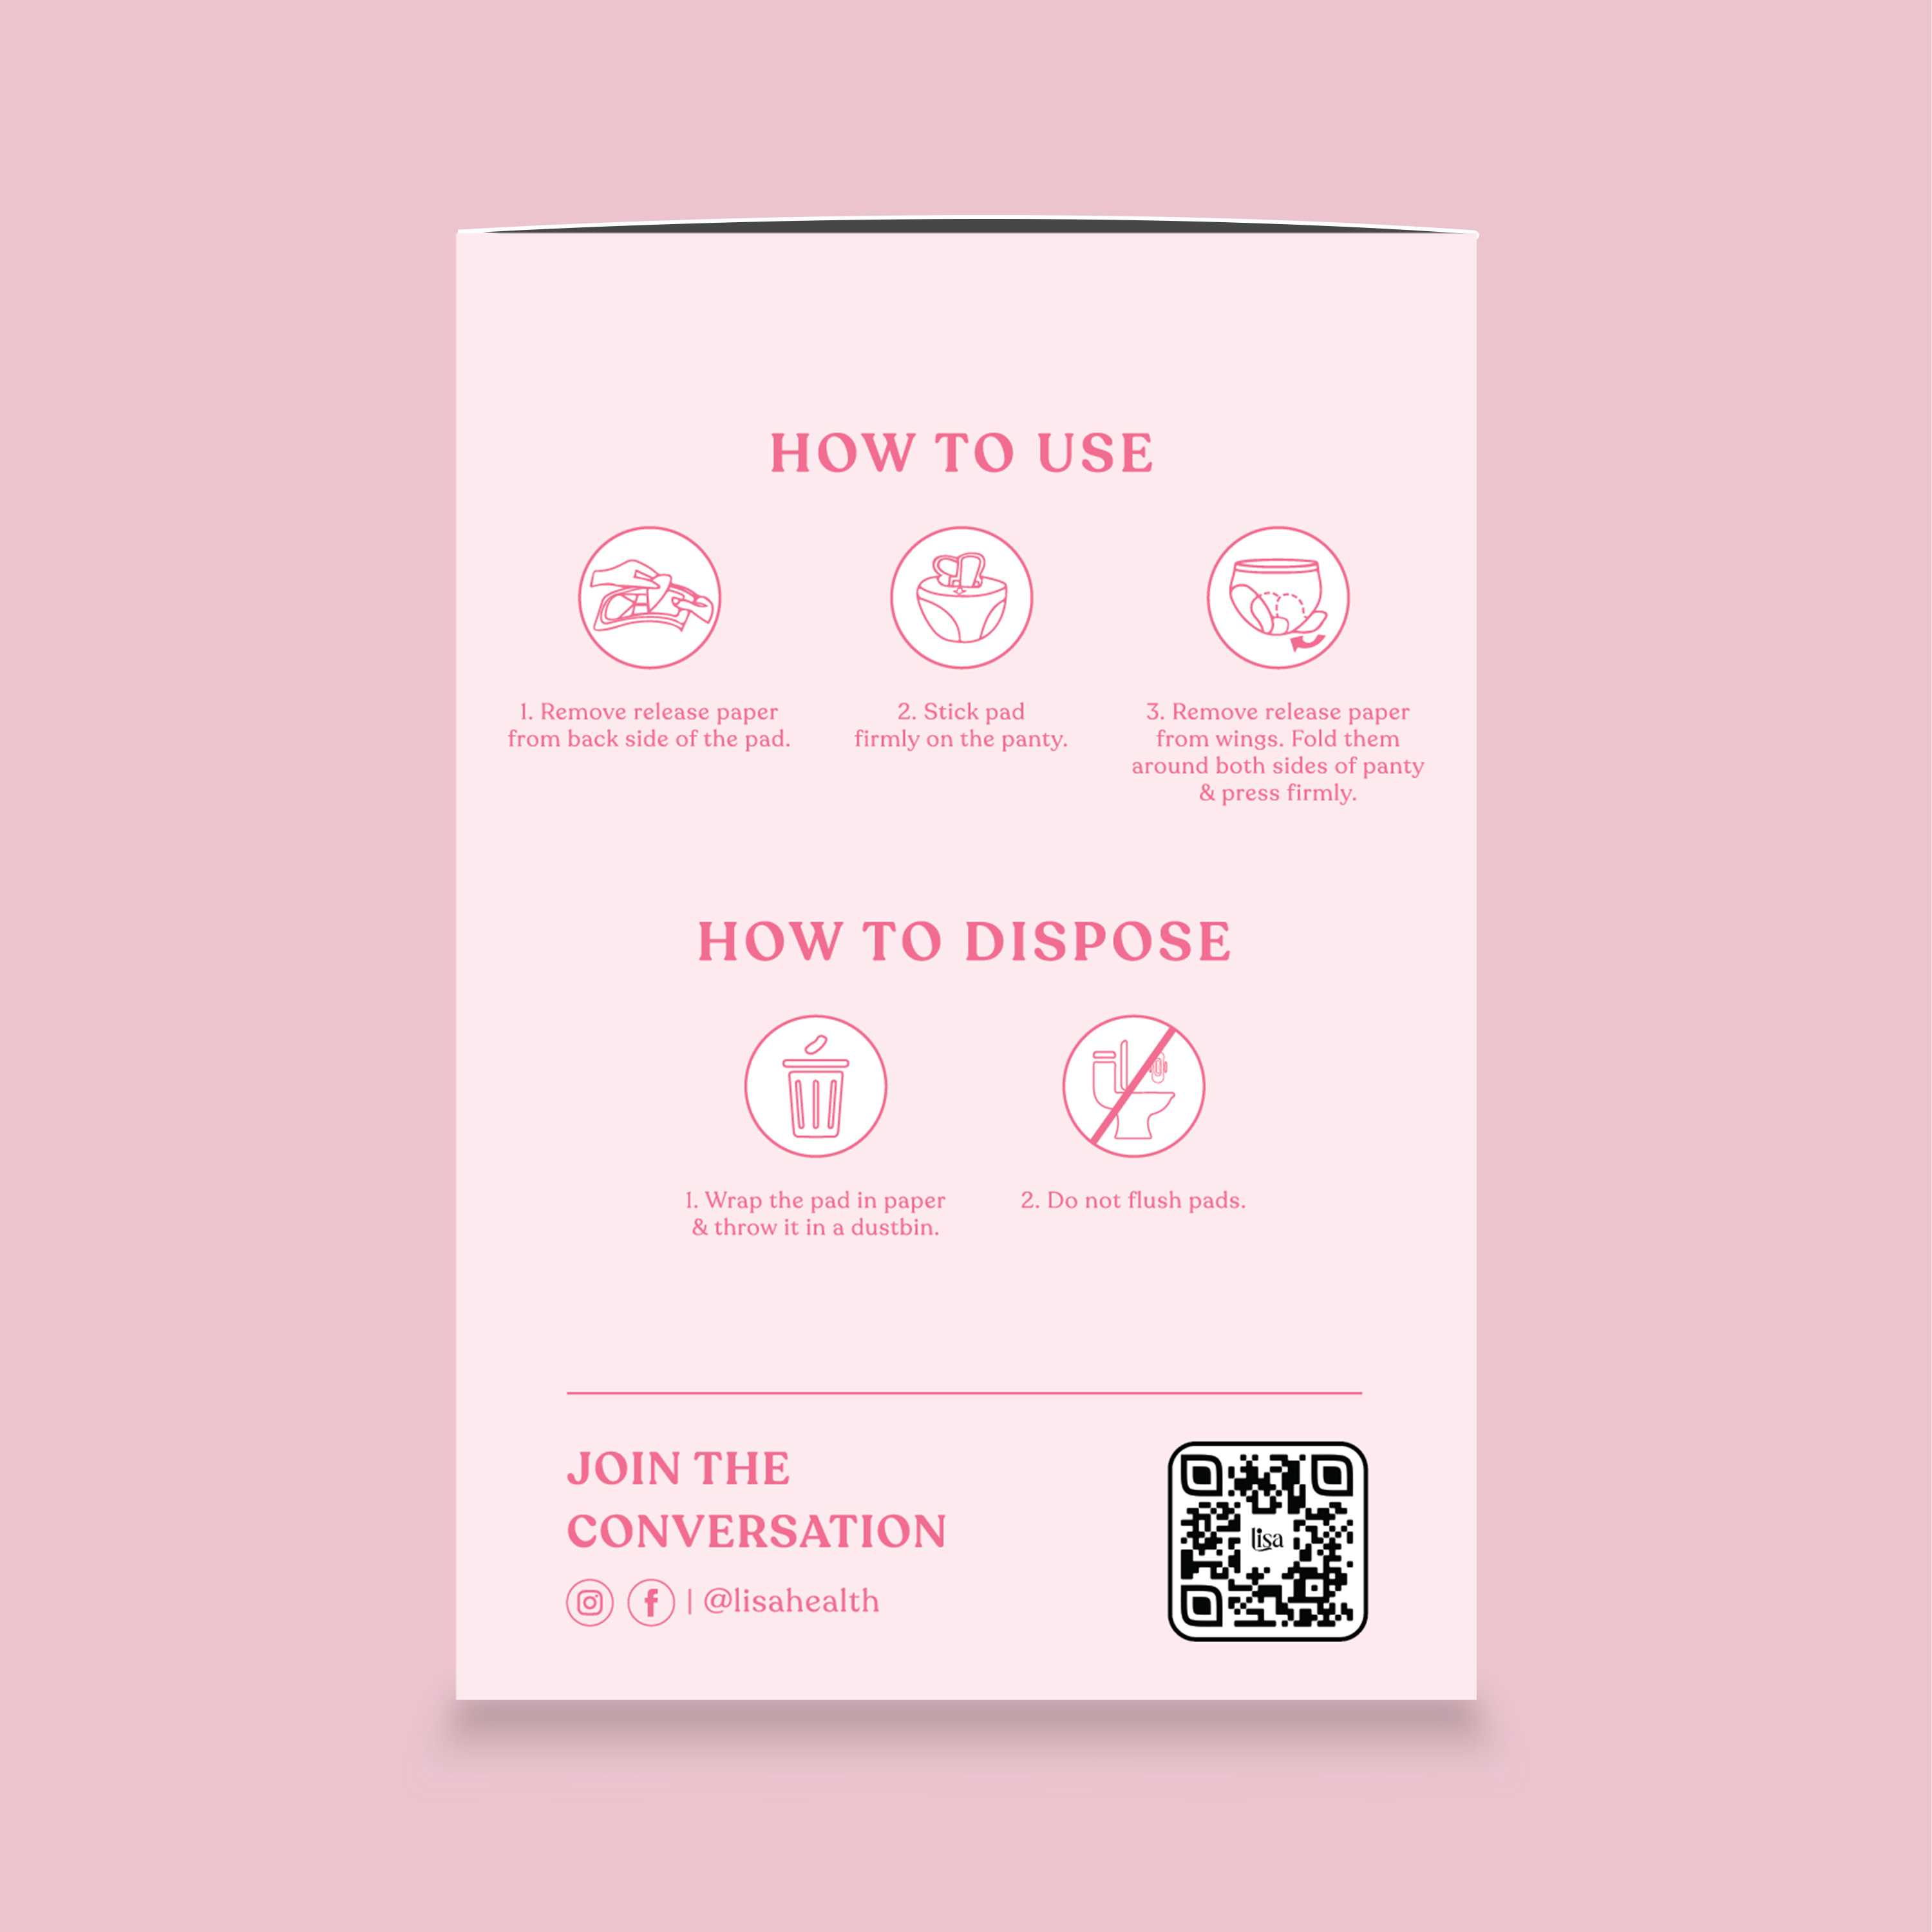 HOW TO USE
1. Remove release paper
from back side of the pad.
2. Stick pad
firmly on the panty.
3. Remove release paper
from wings. Fold them
around both sides of panty
& press firmly.
HOW TO DISPOSE
1. Wrap the pad in paper
& throw it in a dustbin.
2. Do not flush pads.
JOIN THE
CONVERSATION
| @lisahealth
lisa